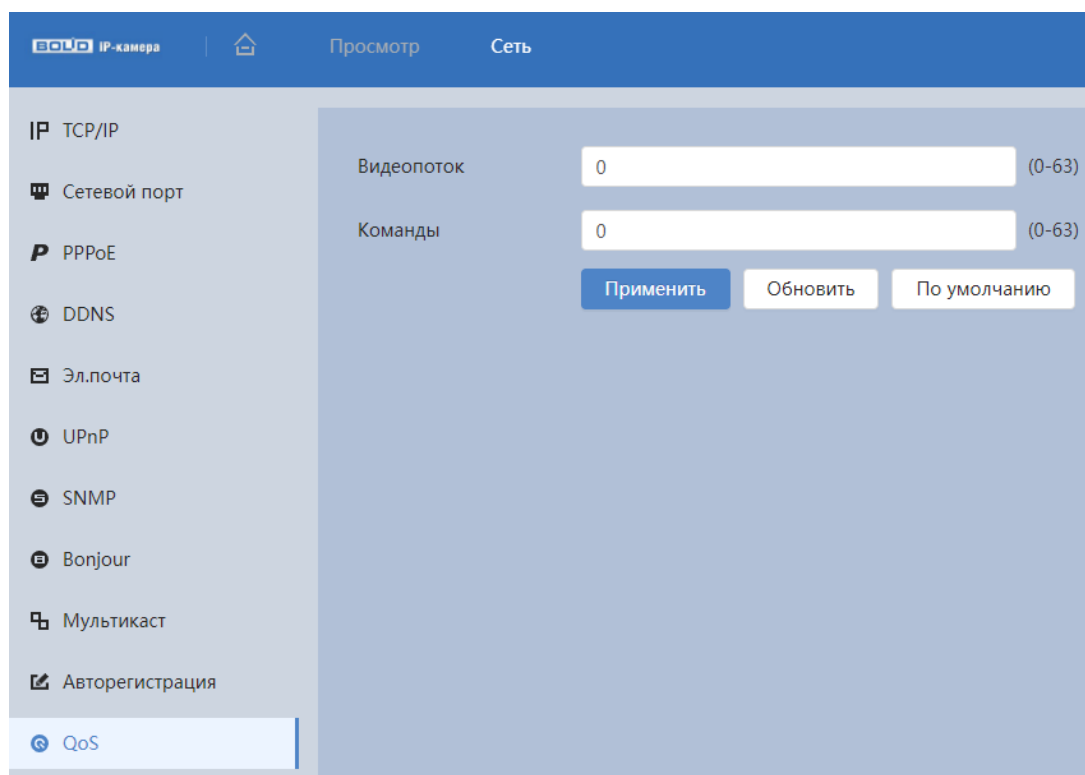 BOLID IP-камера Просмотр Сеть
TCP/IP
Сетевой порт
PPPoE
DDNS
Эл.почта
UPnP
SNMP
Bonjour
Мультикаст
Авторегистрация
QoS
Видеопоток 0 (0-63)
Команды 0 (0-63)
Применить Обновить По умолчанию